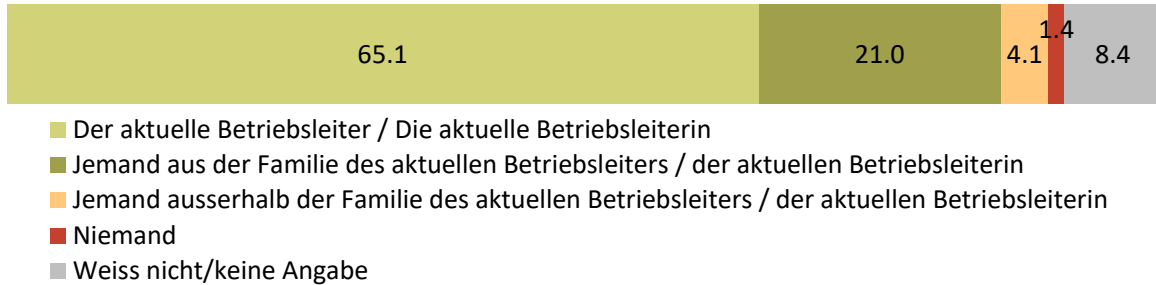 65.1 21.0 4.1 1.4 8.4
Der aktuelle Betriebsleiter / Die aktuelle Betriebsleiterin
Jemand aus der Familie des aktuellen Betriebsleiters / der aktuellen Betriebsleiterin
Jemand ausserhalb der Familie des aktuellen Betriebsleiters / der aktuellen Betriebsleiterin
Niemand
Weiss nicht/keine Angabe